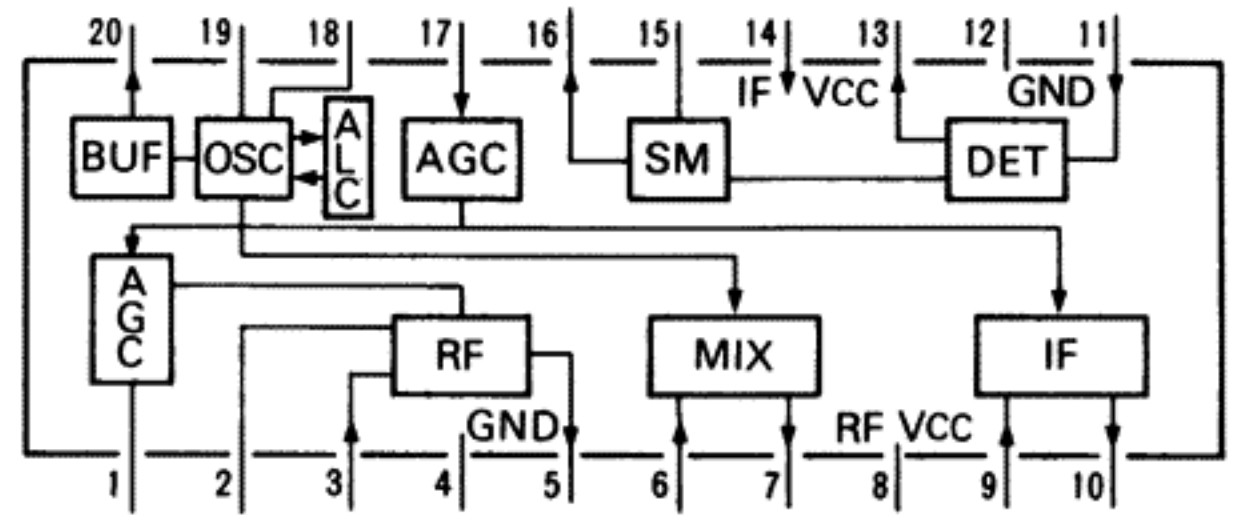 20 19 18 17 16 15 14 13 12 11
IF VCC GND
BUF OSC ALC AGC SM DET
AGC RF MIX IF
GND RF VCC
1 2 3 4 5 6 7 8 9 10